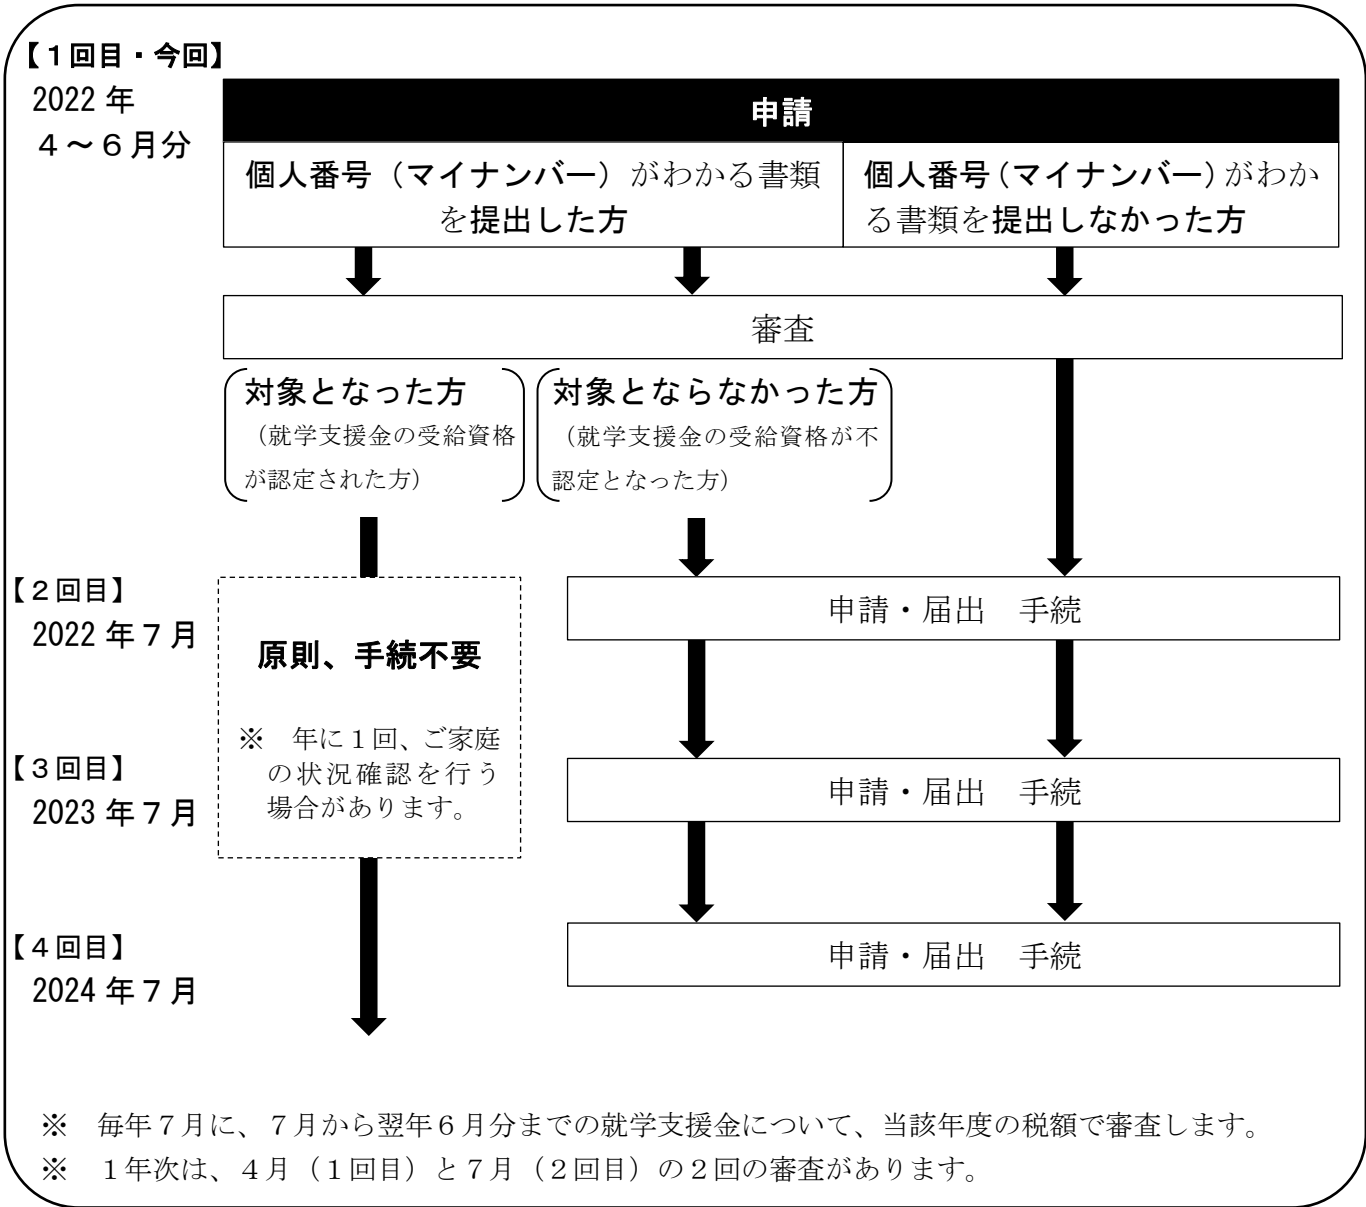 【１回目・今回】
2022 年
４～６月分
申請
個人番号（マイナンバー）がわかる書類
を提出した方
個人番号（マイナンバー）がわか
る書類を提出しなかった方
審査
対象となった方
（就学支援金の受給資格
が認定された方）
対象とならなかった方
（就学支援金の受給資格が不
認定となった方）
【２回目】
2022 年７月
原則、手続不要
※　年に１回、ご家庭
の状況確認を行う
場合があります。
申請・届出　手続
【３回目】
2023 年７月
申請・届出　手続
【４回目】
2024 年７月
申請・届出　手続
※　毎年７月に、７月から翌年６月分までの就学支援金について、当該年度の税額で審査します。
※　１年次は、４月（１回目）と７月（２回目）の２回の審査があります。